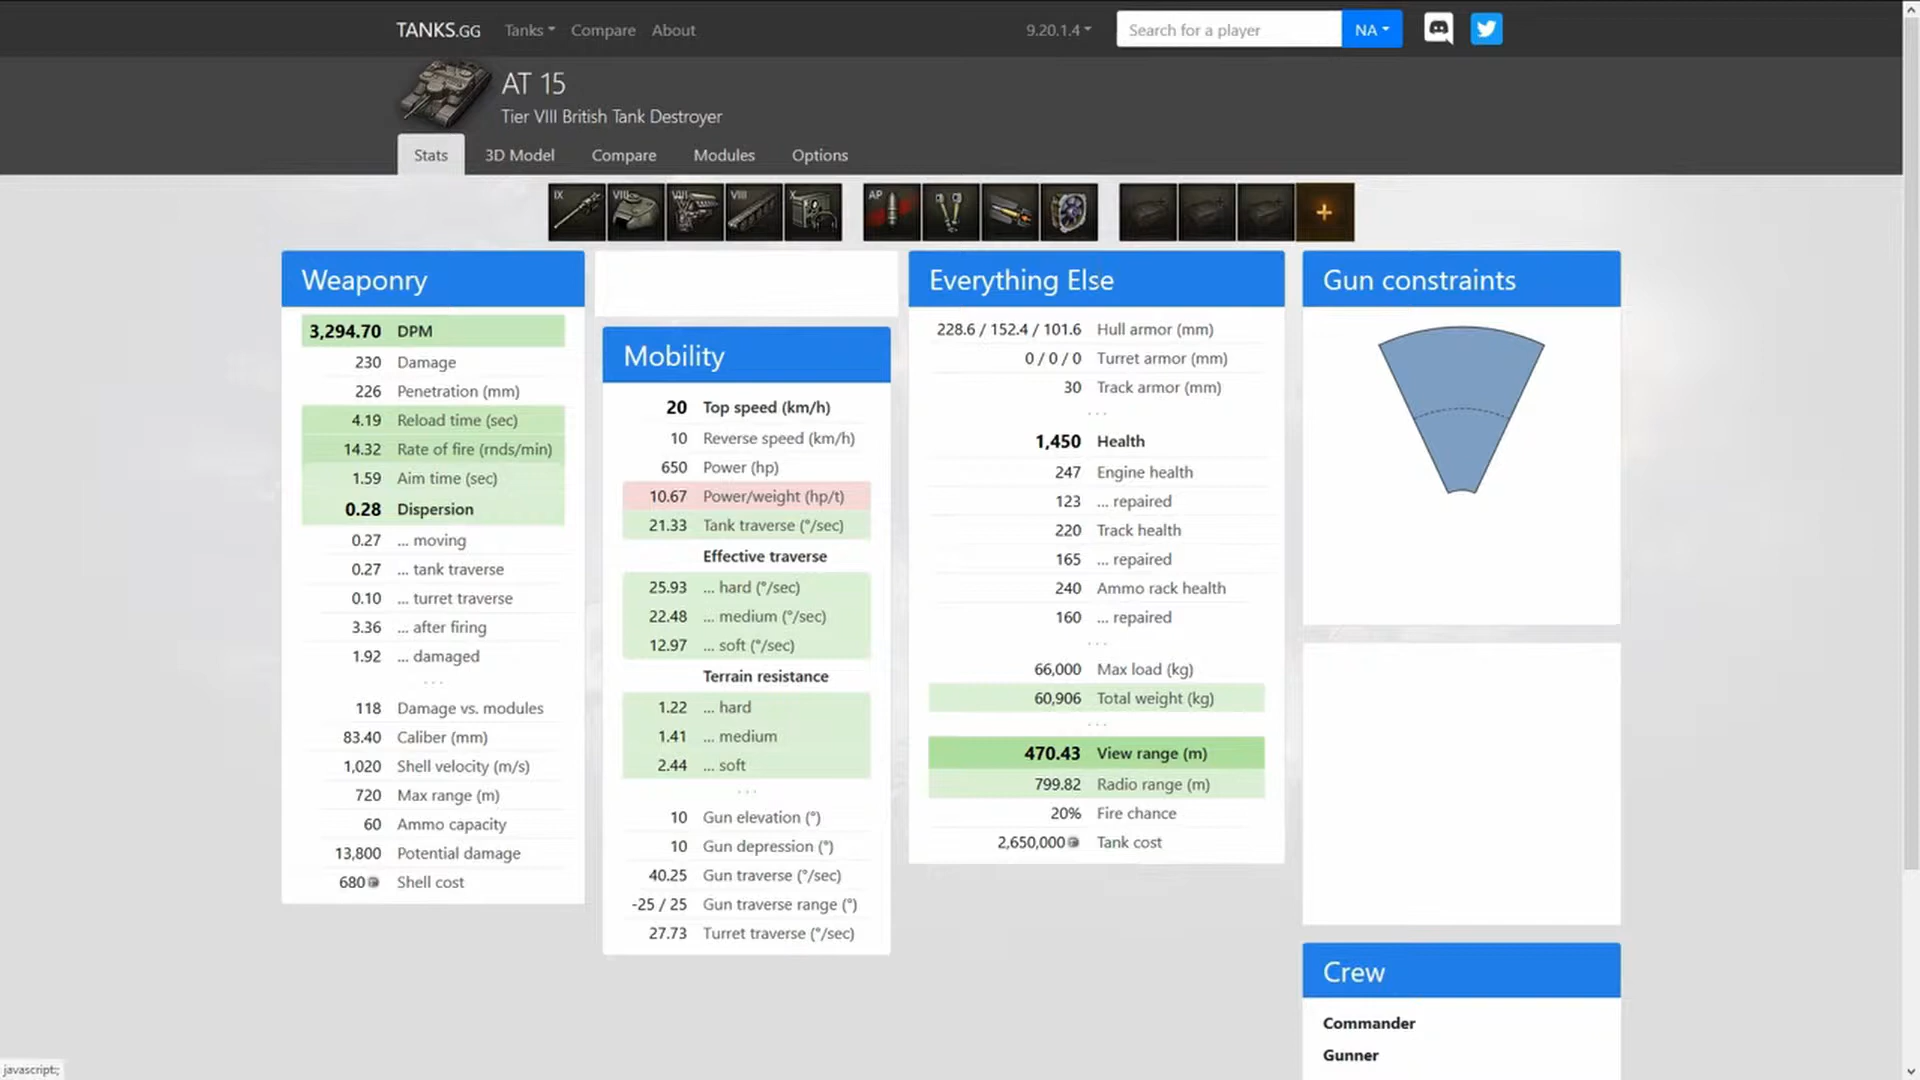 TANKS.GG
Tanks
Compare
About
9.20.1.4
Search for a player
NA
AT 15
Tier VIII British Tank Destroyer
Stats
3D Model
Compare
Modules
Options
IX
VIII
VIII
VIII
X
AP
Weaponry
3,294.70 DPM
230 Damage
226 Penetration (mm)
4.19 Reload time (sec)
14.32 Rate of fire (rnds/min)
1.59 Aim time (sec)
0.28 Dispersion
0.27 ... moving
0.27 ... tank traverse
0.10 ... turret traverse
3.36 ... after firing
1.92 ... damaged
...
118 Damage vs. modules
83.40 Caliber (mm)
1,020 Shell velocity (m/s)
720 Max range (m)
60 Ammo capacity
13,800 Potential damage
680 Shell cost
Mobility
20 Top speed (km/h)
10 Reverse speed (km/h)
650 Power (hp)
10.67 Power/weight (hp/t)
21.33 Tank traverse (°/sec)
Effective traverse
25.93 ... hard (°/sec)
22.48 ... medium (°/sec)
12.97 ... soft (°/sec)
Terrain resistance
1.22 ... hard
1.41 ... medium
2.44 ... soft
...
10 Gun elevation (°)
10 Gun depression (°)
40.25 Gun traverse (°/sec)
-25 / 25 Gun traverse range (°)
27.73 Turret traverse (°/sec)
Everything Else
228.6 / 152.4 / 101.6 Hull armor (mm)
0 / 0 / 0 Turret armor (mm)
30 Track armor (mm)
...
1,450 Health
247 Engine health
123 ... repaired
220 Track health
165 ... repaired
240 Ammo rack health
160 ... repaired
...
66,000 Max load (kg)
60,906 Total weight (kg)
...
470.43 View range (m)
799.82 Radio range (m)
20% Fire chance
2,650,000 Tank cost
Gun constraints
Crew
Commander
Gunner
javascript:;